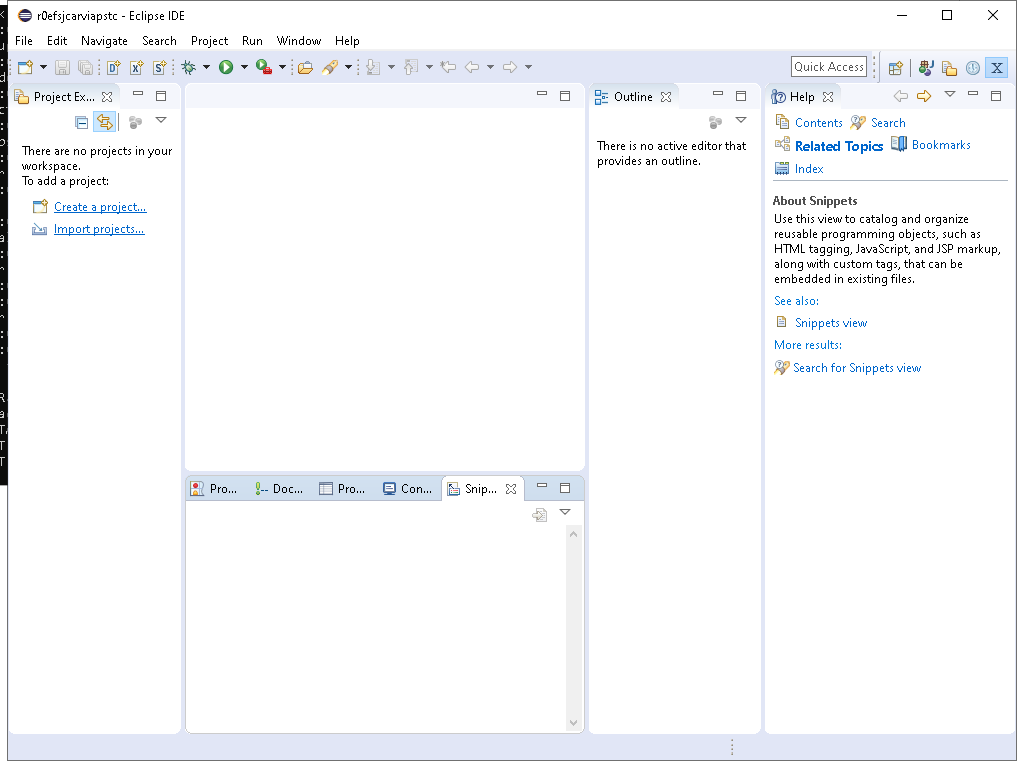 r0efsjcarviapstc - Eclipse IDE
File Edit Navigate Search Project Run Window Help
Quick Access
Project Ex...
Outline
Help
There are no projects in your
workspace.
To add a project:
Create a project...
Import projects...
There is no active editor that
provides an outline.
Contents Search
Related Topics Bookmarks
Index
About Snippets
Use this view to catalog and organize
reusable programming objects, such as
HTML tagging, JavaScript, and JSP markup,
along with custom tags, that can be
embedded in existing files.
See also:
Snippets view
More results:
Search for Snippets view
Pro... Doc... Pro... Con... Snip...